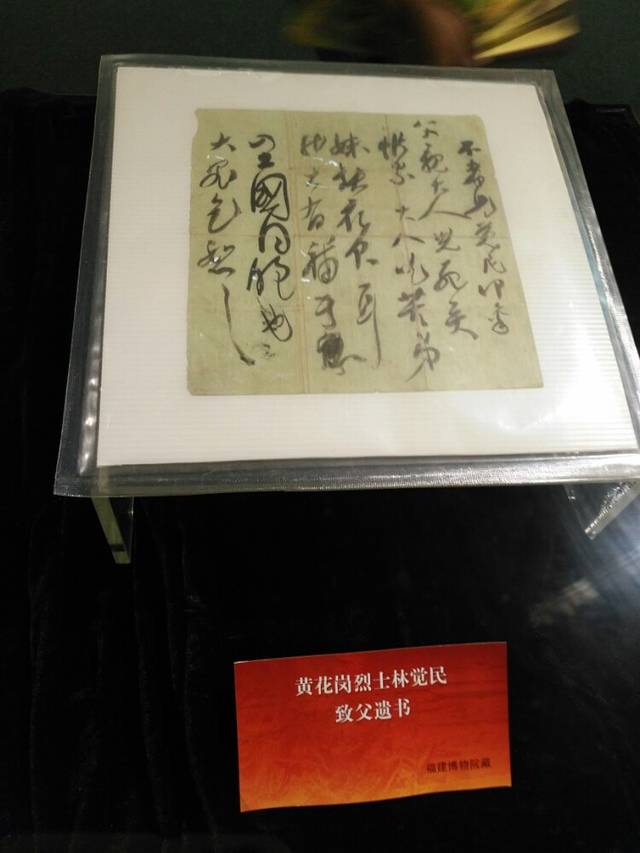 不孝兒覺民叩稟
父親大人兒死矣
惟累大人吃苦弟
妹缺衣食耳
然大有補于
全國同胞也
大罪乞恕之
黄花岗烈士林觉民
致父遗书
福建博物院藏